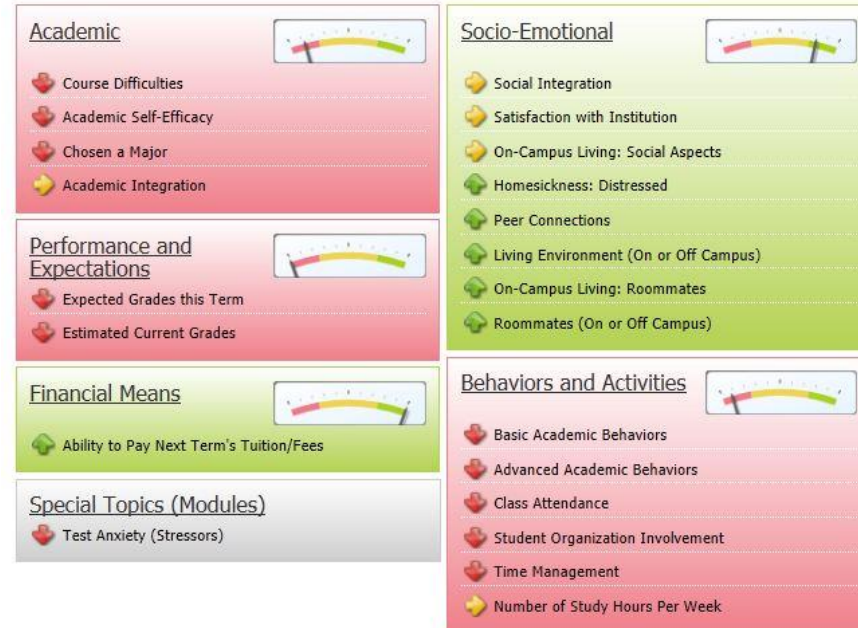 Academic
Course Difficulties
Academic Self-Efficacy
Chosen a Major
Academic Integration
Performance and
Expectations
Expected Grades this Term
Estimated Current Grades
Financial Means
Ability to Pay Next Term's Tuition/Fees
Special Topics (Modules)
Test Anxiety (Stressors)
Socio-Emotional
Social Integration
Satisfaction with Institution
On-Campus Living: Social Aspects
Homesickness: Distressed
Peer Connections
Living Environment (On or Off Campus)
On-Campus Living: Roommates
Roommates (On or Off Campus)
Behaviors and Activities
Basic Academic Behaviors
Advanced Academic Behaviors
Class Attendance
Student Organization Involvement
Time Management
Number of Study Hours Per Week